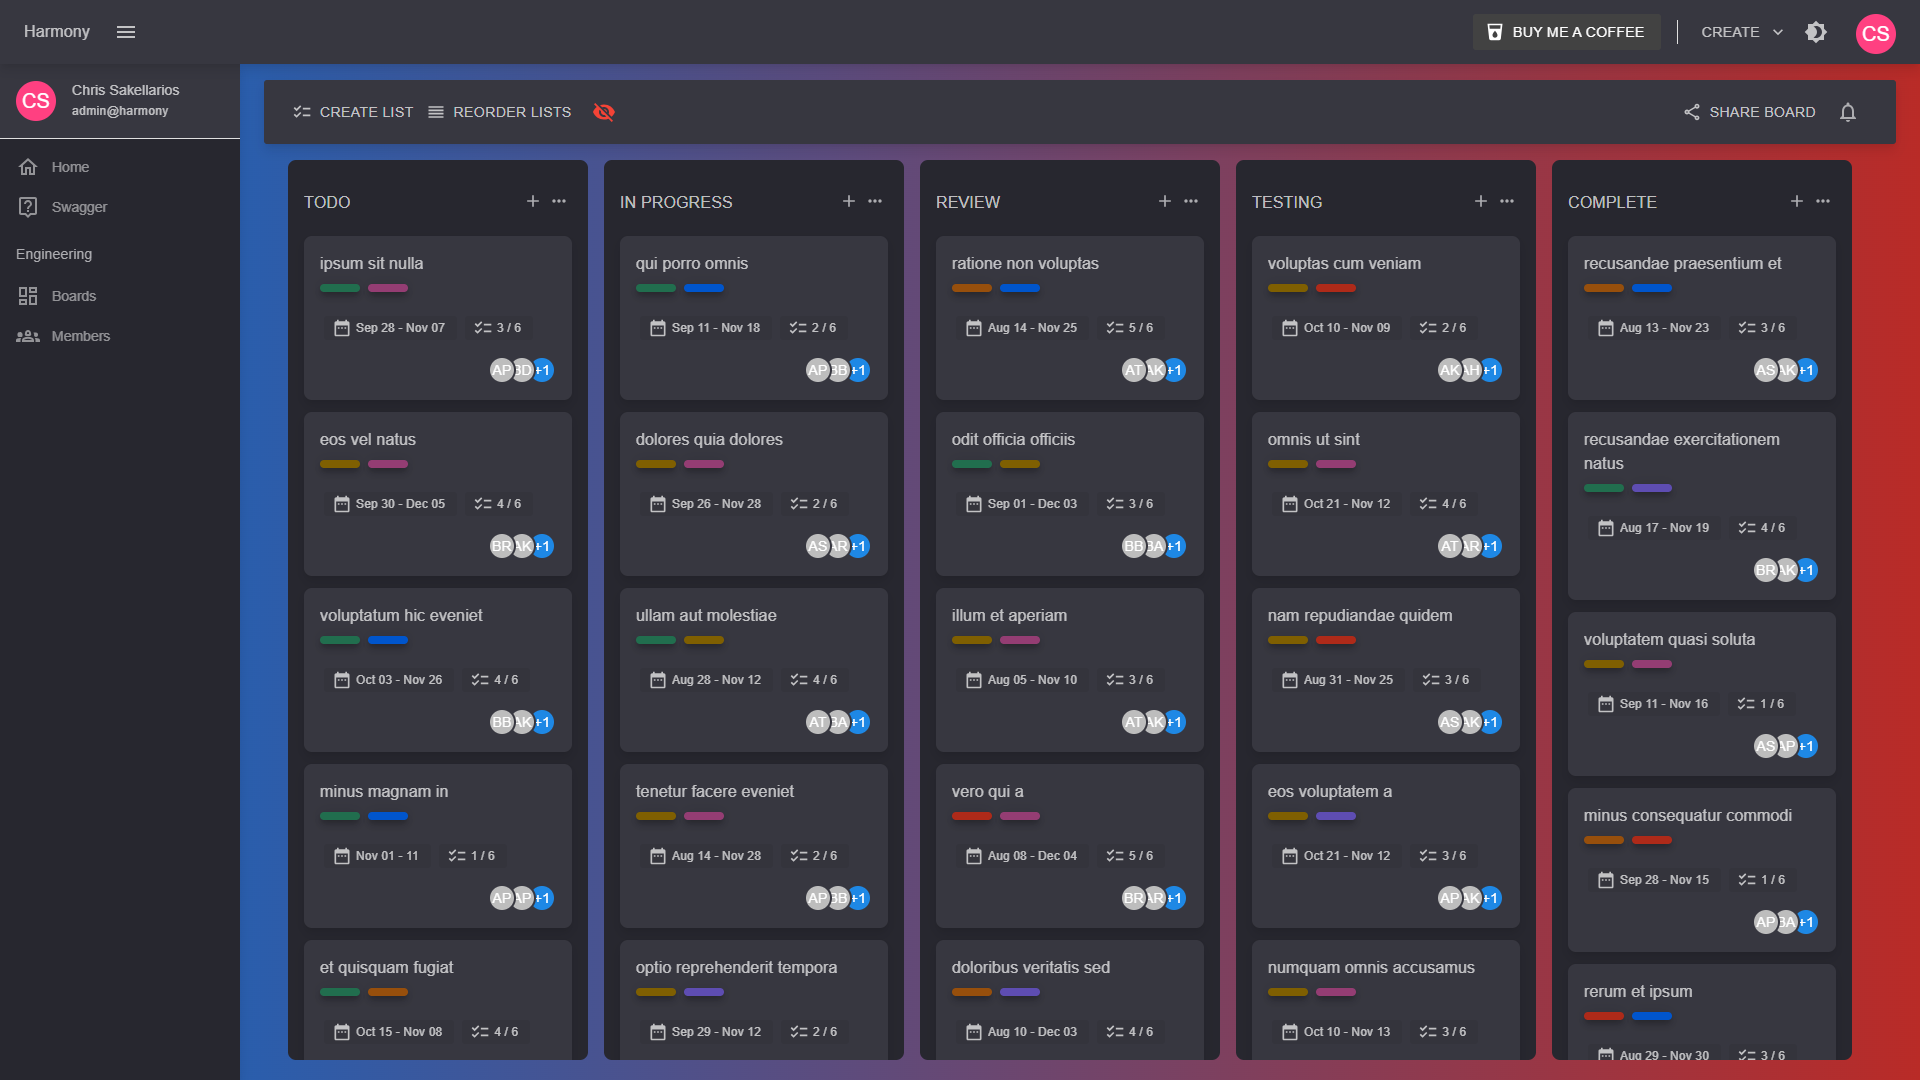 Harmony
BUY ME A COFFEE
CREATE
CS
CS
Chris Sakellarios
admin@harmony
Home
Swagger
Engineering
Boards
Members
CREATE LIST
REORDER LISTS
SHARE BOARD
TODO
ipsum sit nulla
Sep 28 - Nov 07
3 / 6
AP BD +1
eos vel natus
Sep 30 - Dec 05
4 / 6
BR AK +1
voluptatum hic eveniet
Oct 03 - Nov 26
4 / 6
BB AK +1
minus magnam in
Nov 01 - 11
1 / 6
AP AP +1
et quisquam fugiat
Oct 15 - Nov 08
4 / 6
IN PROGRESS
qui porro omnis
Sep 11 - Nov 18
2 / 6
AP BB +1
dolores quia dolores
Sep 26 - Nov 28
2 / 6
AS AR +1
ullam aut molestiae
Aug 28 - Nov 12
4 / 6
AT BA +1
tenetur facere eveniet
Aug 14 - Nov 28
2 / 6
AP BB +1
optio reprehenderit tempora
Sep 29 - Nov 12
2 / 6
REVIEW
ratione non voluptas
Aug 14 - Nov 25
5 / 6
AT AK +1
odit officia officiis
Sep 01 - Dec 03
3 / 6
BB BA +1
illum et aperiam
Aug 05 - Nov 10
3 / 6
AT AK +1
vero qui a
Aug 08 - Dec 04
5 / 6
BR AR +1
doloribus veritatis sed
Aug 10 - Dec 03
4 / 6
TESTING
voluptas cum veniam
Oct 10 - Nov 09
2 / 6
AK AH +1
omnis ut sint
Oct 21 - Nov 12
4 / 6
AT AR +1
nam repudiandae quidem
Aug 31 - Nov 25
3 / 6
AS AK +1
eos voluptatem a
Oct 21 - Nov 12
3 / 6
AP AK +1
numquam omnis accusamus
Oct 10 - Nov 13
3 / 6
COMPLETE
recusandae praesentium et
Aug 13 - Nov 23
3 / 6
AS AK +1
recusandae exercitationem
natus
Aug 17 - Nov 19
4 / 6
BR AK +1
voluptatem quasi soluta
Sep 11 - Nov 16
1 / 6
AS AP +1
minus consequatur commodi
Sep 28 - Nov 15
1 / 6
AP BA +1
rerum et ipsum
Aug 29 - Nov 30
3 / 6